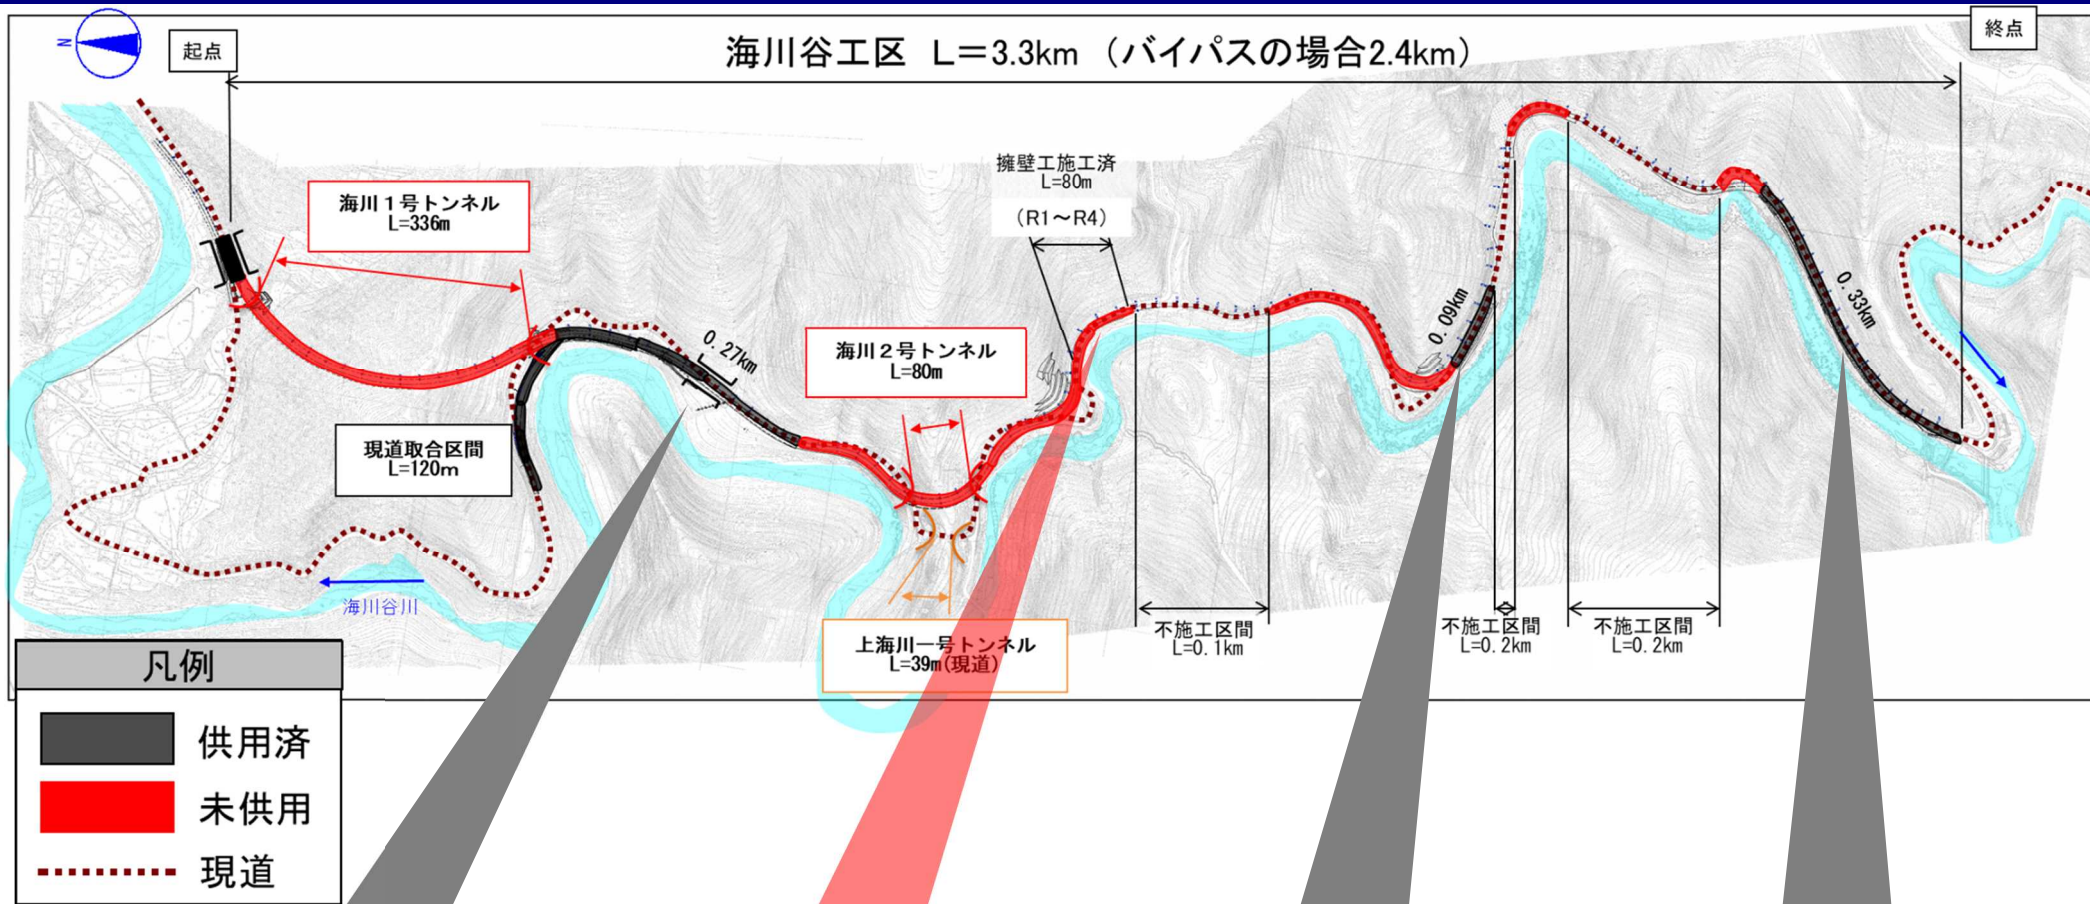 N
起点
海川谷工区 L=3.3km (バイパスの場合2.4km)
終点
海川1号トンネル
L=336m
擁壁工施工済
L=80m
(R1~R4)
0.27km
海川2号トンネル
L=80m
0.09km
0.33km
現道取合区間
L=120m
海川谷川
上海川一号トンネル
L=39m(現道)
不施工区間
L=0.1km
不施工区間
L=0.2km
不施工区間
L=0.2km
凡例
供用済
未供用
現道